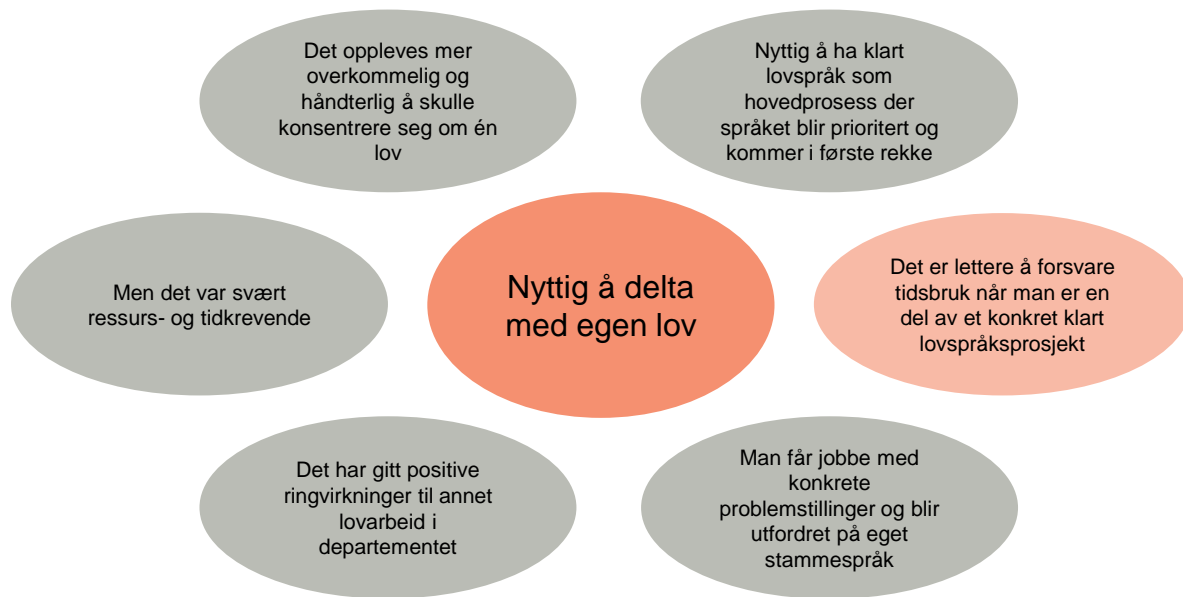 Det oppleves mer
overkommelig og
håndterlig å skulle
konsentrere seg om én
lov
Nyttig å ha klart
lovspråk som
hovedprosess der
språket blir prioritert og
kommer i første rekke
Men det var svært
ressurs- og tidkrevende
Nyttig å delta
med egen lov
Det er lettere å forsvare
tidsbruk når man er en
del av et konkret klart
lovspråksprosjekt
Det har gitt positive
ringvirkninger til annet
lovarbeid i
departementet
Man får jobbe med
konkrete
problemstillinger og blir
utfordret på eget
stammespråk